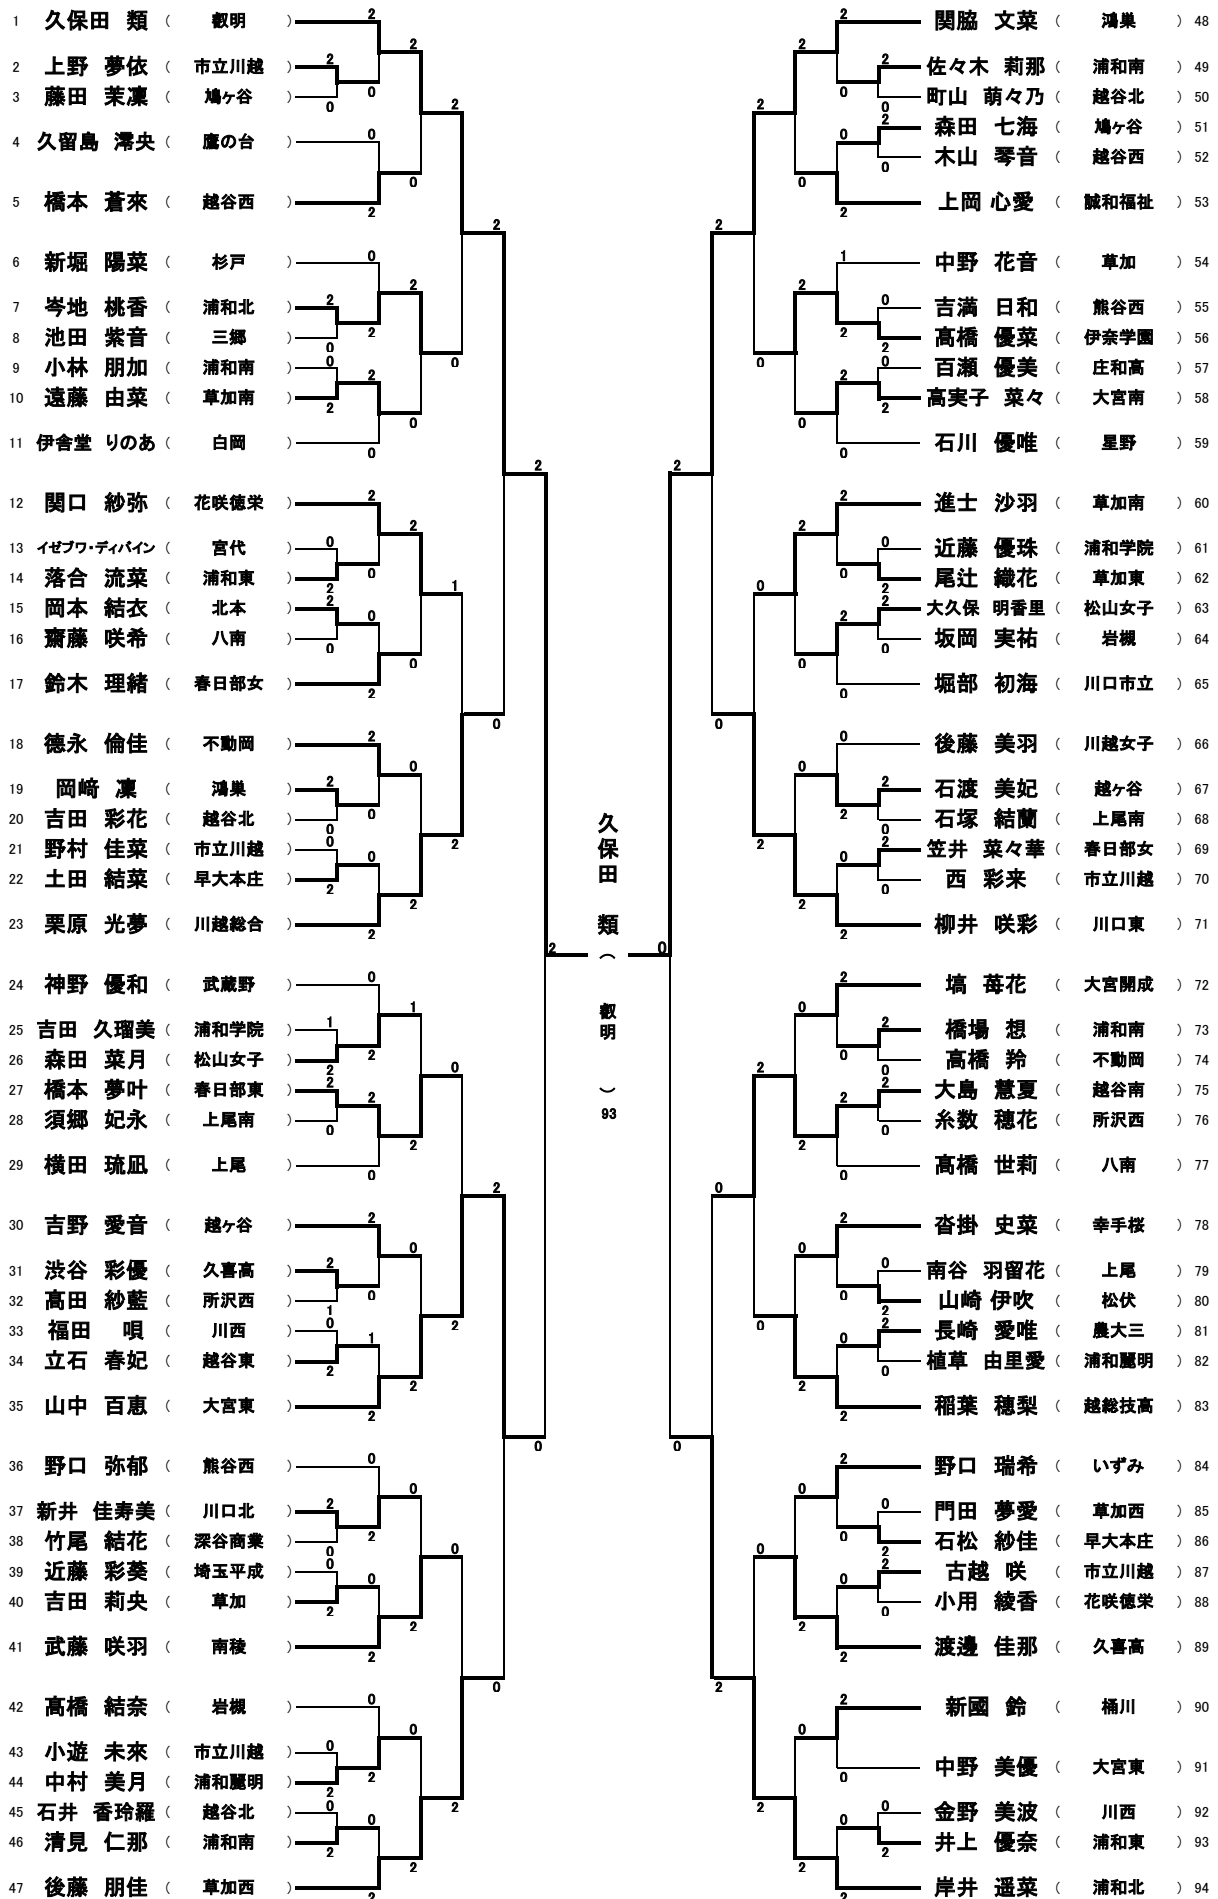 1 久保田 類 ( 叡明 )
2 上野 夢依 ( 市立川越 )
3 藤田 茉凜 ( 鳩ヶ谷 )
4 久留島 澪央 ( 鷹の台 )
5 橋本 蒼來 ( 越谷西 )
6 新堀 陽菜 ( 杉戸 )
7 岑地 桃香 ( 浦和北 )
8 池田 紫音 ( 三郷 )
9 小林 朋加 ( 浦和南 )
10 遠藤 由菜 ( 草加南 )
11 伊舎堂 りのあ ( 白岡 )
12 関口 紗弥 ( 花咲徳栄 )
13 イゼブワ・ディバイン ( 宮代 )
14 落合 流菜 ( 浦和東 )
15 岡本 結衣 ( 北本 )
16 齋藤 咲希 ( 八南 )
17 鈴木 理緒 ( 春日部女 )
18 德永 倫佳 ( 不動岡 )
19 岡﨑 凜 ( 鴻巣 )
20 吉田 彩花 ( 越谷北 )
21 野村 佳菜 ( 市立川越 )
22 土田 結菜 ( 早大本庄 )
23 栗原 光夢 ( 川越総合 )
24 神野 優和 ( 武蔵野 )
25 吉田 久瑠美 ( 浦和学院 )
26 森田 菜月 ( 松山女子 )
27 橋本 夢叶 ( 春日部東 )
28 須郷 妃永 ( 上尾南 )
29 横田 琉凪 ( 上尾 )
30 吉野 愛音 ( 越ヶ谷 )
31 渋谷 彩優 ( 久喜高 )
32 髙田 紗藍 ( 所沢西 )
33 福田 唄 ( 川西 )
34 立石 春妃 ( 越谷東 )
35 山中 百恵 ( 大宮東 )
36 野口 弥郁 ( 熊谷西 )
37 新井 佳寿美 ( 川口北 )
38 竹尾 結花 ( 深谷商業 )
39 近藤 彩葵 ( 埼玉平成 )
40 吉田 莉央 ( 草加 )
41 武藤 咲羽 ( 南稜 )
42 髙橋 結奈 ( 岩槻 )
43 小遊 未來 ( 市立川越 )
44 中村 美月 ( 浦和麗明 )
45 石井 香玲羅 ( 越谷北 )
46 清見 仁那 ( 浦和南 )
47 後藤 朋佳 ( 草加西 )
久保田 類 ( 叡明 ) 93
2 0
関脇 文菜 ( 鴻巣 ) 48
佐々木 莉那 ( 浦和南 ) 49
町山 萌々乃 ( 越谷北 ) 50
森田 七海 ( 鳩ヶ谷 ) 51
木山 琴音 ( 越谷西 ) 52
上岡 心愛 ( 誠和福祉 ) 53
中野 花音 ( 草加 ) 54
吉満 日和 ( 熊谷西 ) 55
髙橋 優菜 ( 伊奈学園 ) 56
百瀬 優美 ( 庄和高 ) 57
高実子 菜々 ( 大宮南 ) 58
石川 優唯 ( 星野 ) 59
進士 沙羽 ( 草加南 ) 60
近藤 優珠 ( 浦和学院 ) 61
尾辻 織花 ( 草加東 ) 62
大久保 明香里 ( 松山女子 ) 63
坂岡 実祐 ( 岩槻 ) 64
堀部 初海 ( 川口市立 ) 65
後藤 美羽 ( 川越女子 ) 66
石渡 美妃 ( 越ヶ谷 ) 67
石塚 結蘭 ( 上尾南 ) 68
笠井 菜々華 ( 春日部女 ) 69
西 彩来 ( 市立川越 ) 70
柳井 咲彩 ( 川口東 ) 71
塙 苺花 ( 大宮開成 ) 72
橋場 想 ( 浦和南 ) 73
髙橋 羚 ( 不動岡 ) 74
大島 慧夏 ( 越谷南 ) 75
糸数 穂花 ( 所沢西 ) 76
髙橋 世莉 ( 八南 ) 77
沓掛 史菜 ( 幸手桜 ) 78
南谷 羽留花 ( 上尾 ) 79
山崎 伊吹 ( 松伏 ) 80
長崎 愛唯 ( 農大三 ) 81
植草 由里愛 ( 浦和麗明 ) 82
稲葉 穂梨 ( 越総技高 ) 83
野口 瑞希 ( いずみ ) 84
門田 夢愛 ( 草加西 ) 85
石松 紗佳 ( 早大本庄 ) 86
古越 咲 ( 市立川越 ) 87
小用 綾香 ( 花咲徳栄 ) 88
渡邊 佳那 ( 久喜高 ) 89
新國 鈴 ( 桶川 ) 90
中野 美優 ( 大宮東 ) 91
金野 美波 ( 川西 ) 92
井上 優奈 ( 浦和東 ) 93
岸井 遥菜 ( 浦和北 ) 94